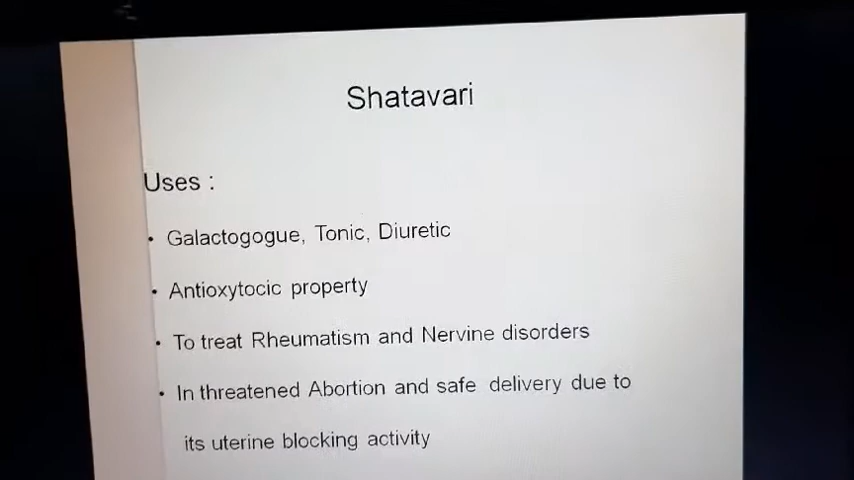 Shatavari
Uses :
• Galactogogue, Tonic, Diuretic
• Antioxytocic property
• To treat Rheumatism and Nervine disorders
• In threatened Abortion and safe delivery due to
its uterine blocking activity